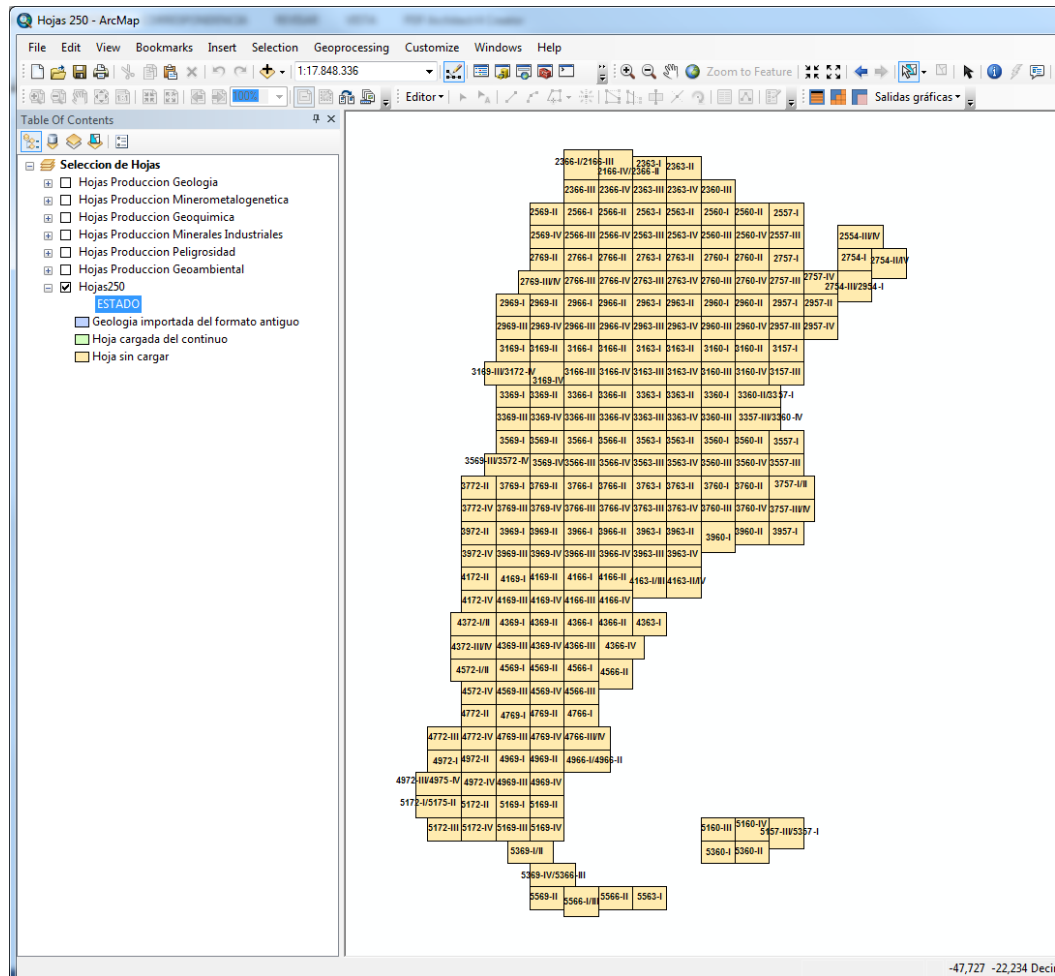 Hojas 250 - ArcMap
File Edit View Bookmarks Insert Selection Geoprocessing Customize Windows Help
1:17.848.336 Zoom to Feature
100% Editor Salidas gráficas
Table Of Contents
Seleccion de Hojas
Hojas Produccion Geologia
Hojas Produccion Minerometalogenetica
Hojas Produccion Geoquimica
Hojas Produccion Minerales Industriales
Hojas Produccion Peligrosidad
Hojas Produccion Geoambiental
Hojas250
ESTADO
Geologia importada del formato antiguo
Hoja cargada del continuo
Hoja sin cargar
2366-I/2166-III 2166-IV/2366-II 2363-I 2363-II
2366-III 2366-IV 2363-III 2363-IV 2360-III
2569-II 2566-I 2566-II 2563-I 2563-II 2560-I 2560-II 2557-I
2569-IV 2566-III 2566-IV 2563-III 2563-IV 2560-III 2560-IV 2557-III 2554-III/IV
2769-II 2766-I 2766-II 2763-I 2763-II 2760-I 2760-II 2757-I 2754-I 2754-II/IV
2769-III/IV 2766-III 2766-IV 2763-III 2763-IV 2760-III 2760-IV 2757-III 2757-IV 2754-III/2954-I
2969-I 2969-II 2966-I 2966-II 2963-I 2963-II 2960-I 2960-II 2957-I 2957-II
2969-III 2969-IV 2966-III 2966-IV 2963-III 2963-IV 2960-III 2960-IV 2957-III 2957-IV
3169-I 3169-II 3166-I 3166-II 3163-I 3163-II 3160-I 3160-II 3157-I
3169-III/3172-IV 3169-IV 3166-III 3166-IV 3163-III 3163-IV 3160-III 3160-IV 3157-III
3369-I 3369-II 3366-I 3366-II 3363-I 3363-II 3360-I 3360-II/3357-I
3369-III 3369-IV 3366-III 3366-IV 3363-III 3363-IV 3360-III 3357-III/3360-IV
3569-I 3569-II 3566-I 3566-II 3563-I 3563-II 3560-I 3560-II 3557-I
3569-III/3572-IV 3569-IV 3566-III 3566-IV 3563-III 3563-IV 3560-III 3560-IV 3557-III
3772-II 3769-I 3769-II 3766-I 3766-II 3763-I 3763-II 3760-I 3760-II 3757-I/II
3772-IV 3769-III 3769-IV 3766-III 3766-IV 3763-III 3763-IV 3760-III 3760-IV 3757-III/IV
3972-II 3969-I 3969-II 3966-I 3966-II 3963-I 3963-II 3960-I 3960-II 3957-I
3972-IV 3969-III 3969-IV 3966-III 3966-IV 3963-III 3963-IV
4172-II 4169-I 4169-II 4166-I 4166-II 4163-I/III 4163-II/IV
4172-IV 4169-III 4169-IV 4166-III 4166-IV
4372-I/II 4369-I 4369-II 4366-I 4366-II 4363-I
4372-III/IV 4369-III 4369-IV 4366-III 4366-IV
4572-I/II 4569-I 4569-II 4566-I 4566-II
4572-IV 4569-III 4569-IV 4566-III
4772-II 4769-I 4769-II 4766-I
4772-III 4772-IV 4769-III 4769-IV 4766-III/IV
4972-I 4972-II 4969-I 4969-II 4966-I/4966-II
4972-III/4975-IV 4972-IV 4969-III 4969-IV
5172-I/5175-II 5172-II 5169-I 5169-II
5172-III 5172-IV 5169-III 5169-IV 5160-III 5160-IV 5157-III/5357-I
5369-I/II 5360-I 5360-II
5369-IV/5366-III
5569-II 5566-I/III 5566-II 5563-I
-47,727 -22,234 Deci